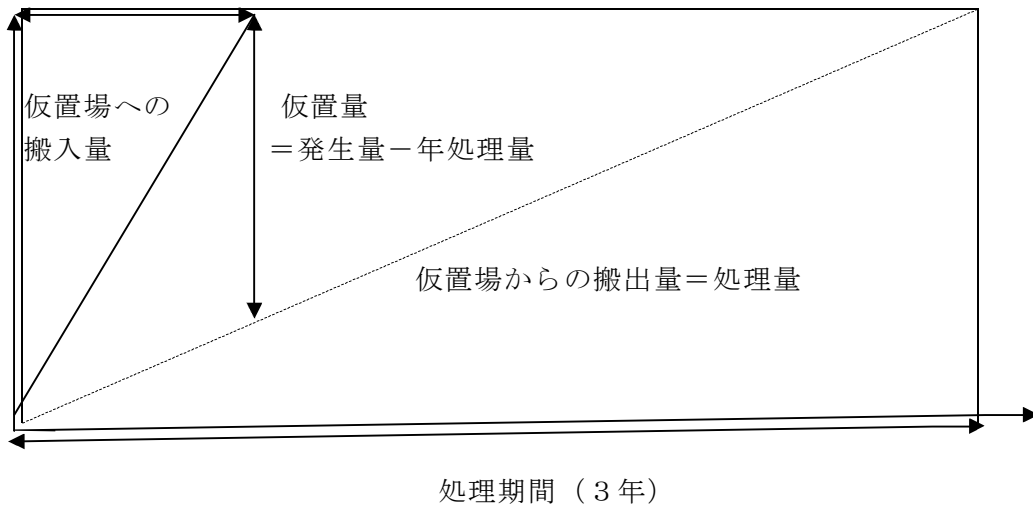 仮置場への
搬入量
仮置量
＝発生量－年処理量
仮置場からの搬出量＝処理量
処理期間（３年）